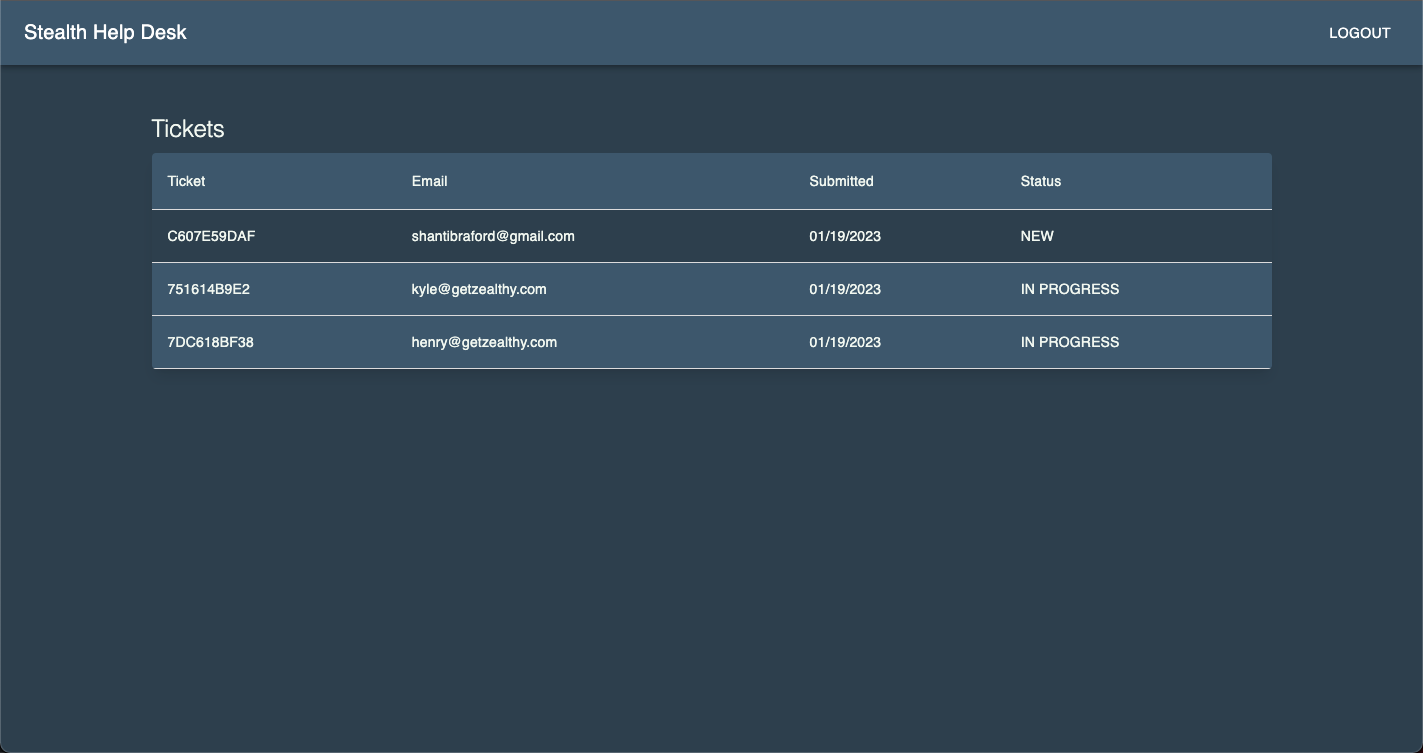 Stealth Help Desk LOGOUT
Tickets
Ticket Email Submitted Status
C607E59DAF shantibraford@gmail.com 01/19/2023 NEW
751614B9E2 kyle@getzealthy.com 01/19/2023 IN PROGRESS
7DC618BF38 henry@getzealthy.com 01/19/2023 IN PROGRESS